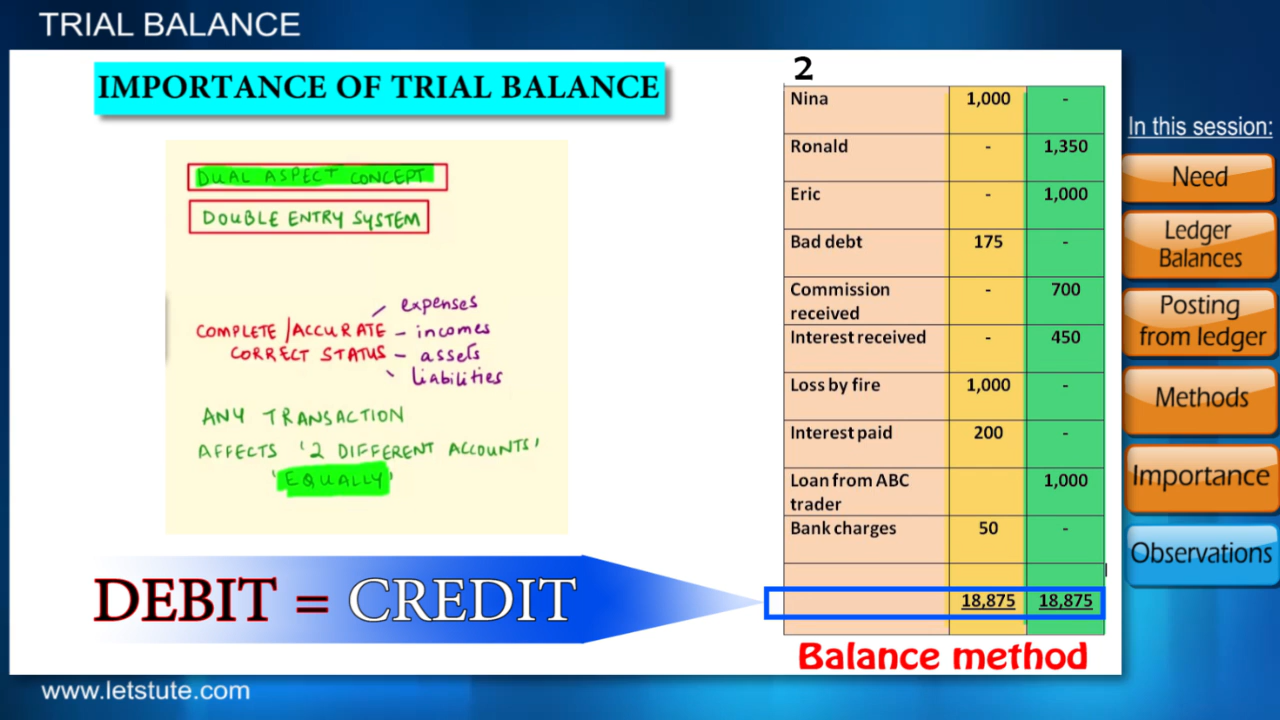 TRIAL BALANCE
IMPORTANCE OF TRIAL BALANCE
DUAL ASPECT CONCEPT
DOUBLE ENTRY SYSTEM
expenses
COMPLETE/ACCURATE – incomes
CORRECT STATUS – assets
liabilities
ANY TRANSACTION
AFFECTS '2 DIFFERENT ACCOUNTS'
'EQUALLY'
DEBIT = CREDIT
2
Nina 1,000 -
Ronald - 1,350
Eric - 1,000
Bad debt 175 -
Commission
received - 700
Interest received - 450
Loss by fire 1,000 -
Interest paid 200 -
Loan from ABC
trader 1,000
Bank charges 50 -
18,875 18,875
Balance method
In this session:
Need
Ledger
Balances
Posting
from ledger
Methods
Importance
Observations
www.letstute.com